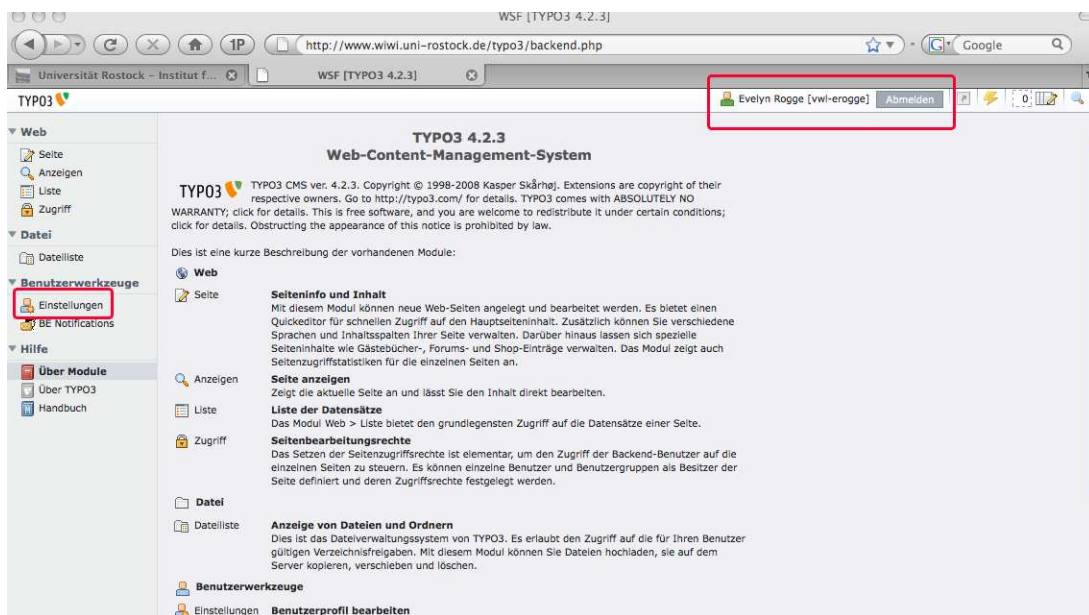 WSF [TYPO3 4.2.3]
1P
http://www.wiwi.uni-rostock.de/typo3/backend.php
Google
Universität Rostock – Institut f...
WSF [TYPO3 4.2.3]
TYPO3
Evelyn Rogge [vwl-erogge]
Abmelden
0
Web
Seite
Anzeigen
Liste
Zugriff
Datei
Dateiliste
Benutzerwerkzeuge
Einstellungen
BE Notifications
Hilfe
Über Module
Über TYPO3
Handbuch
TYPO3 4.2.3
Web-Content-Management-System
TYPO3
TYPO3 CMS ver. 4.2.3. Copyright © 1998-2008 Kasper Skårhøj. Extensions are copyright of their
respective owners. Go to http://typo3.com/ for details. TYPO3 comes with ABSOLUTELY NO
WARRANTY; click for details. This is free software, and you are welcome to redistribute it under certain conditions;
click for details. Obstructing the appearance of this notice is prohibited by law.
Dies ist eine kurze Beschreibung der vorhandenen Module:
Web
Seite
Seiteninfo und Inhalt
Mit diesem Modul können neue Web-Seiten angelegt und bearbeitet werden. Es bietet einen
Quickeditor für schnellen Zugriff auf den Hauptseiteninhalt. Zusätzlich können Sie verschiedene
Sprachen und Inhaltsspalten Ihrer Seite verwalten. Darüber hinaus lassen sich spezielle
Seiteninhalte wie Gästebücher-, Forums- und Shop-Einträge verwalten. Das Modul zeigt auch
Seitenzugriffstatistiken für die einzelnen Seiten an.
Anzeigen
Seite anzeigen
Zeigt die aktuelle Seite an und lässt Sie den Inhalt direkt bearbeiten.
Liste
Liste der Datensätze
Das Modul Web > Liste bietet den grundlegensten Zugriff auf die Datensätze einer Seite.
Zugriff
Seitenbearbeitungsrechte
Das Setzen der Seitenzugriffsrechte ist elementar, um den Zugriff der Backend-Benutzer auf die
einzelnen Seiten zu steuern. Es können einzelne Benutzer und Benutzergruppen als Besitzer der
Seite definiert und deren Zugriffsrechte festgelegt werden.
Datei
Dateiliste
Anzeige von Dateien und Ordnern
Dies ist das Dateiverwaltungssystem von TYPO3. Es erlaubt den Zugriff auf die für Ihren Benutzer
gültigen Verzeichnisfreigaben. Mit diesem Modul können Sie Dateien hochladen, sie auf dem
Server kopieren, verschieben und löschen.
Benutzerwerkzeuge
Einstellungen
Benutzerprofil bearbeiten